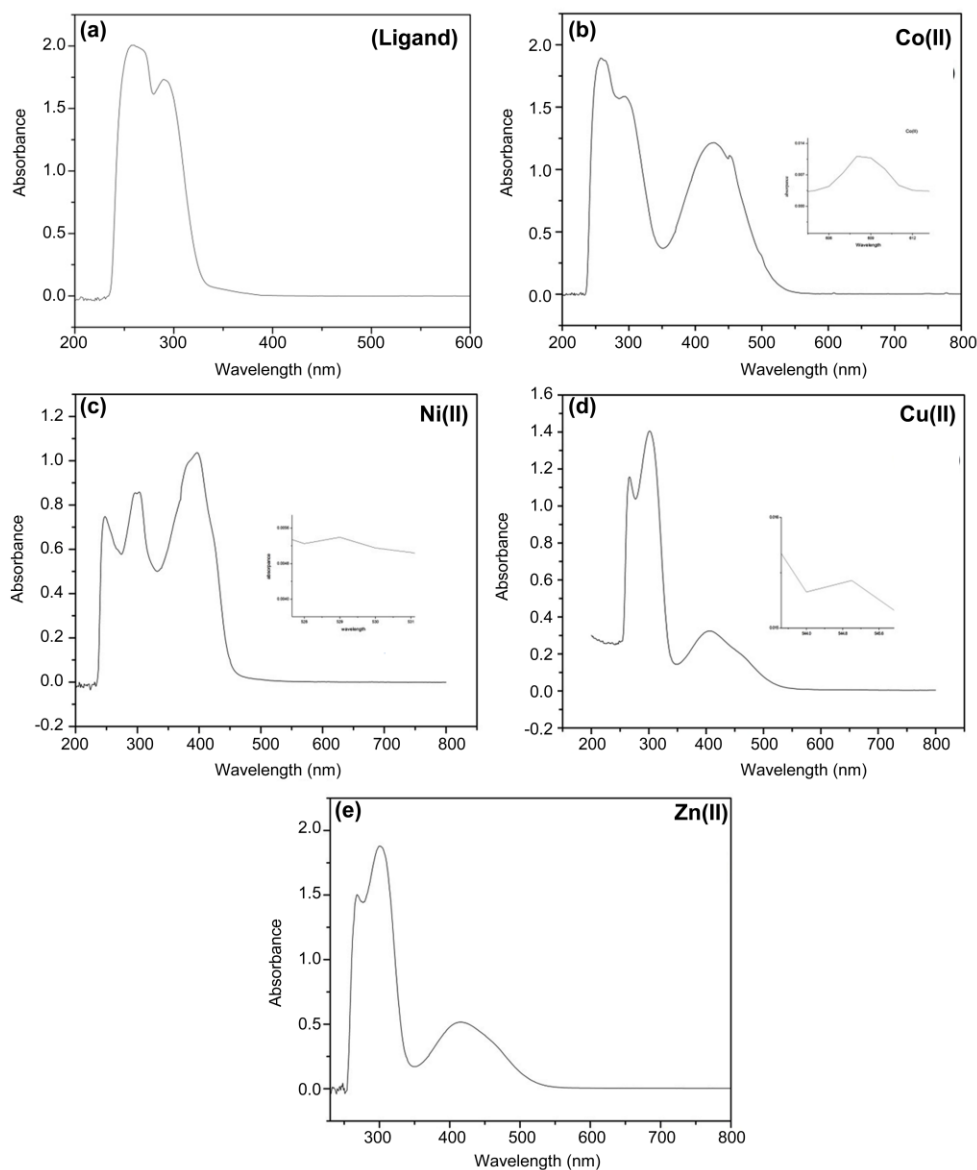 (a)
(Ligand)
2.0
1.5
1.0
0.5
0.0
Absorbance
200 300 400 500 600
Wavelength (nm)
(b)
Co(II)
2.0
1.5
1.0
0.5
0.0
Absorbance
200 300 400 500 600 700 800
Wavelength (nm)
Co(II)
absorpance
Wavelength
(c)
Ni(II)
1.2
1.0
0.8
0.6
0.4
0.2
0.0
-0.2
Absorbance
200 300 400 500 600 700 800
Wavelength (nm)
absorpance
wavelength
(d)
Cu(II)
1.6
1.4
1.2
1.0
0.8
0.6
0.4
0.2
0.0
-0.2
Absorbance
200 300 400 500 600 700 800
Wavelength (nm)
(e)
Zn(II)
2.0
1.5
1.0
0.5
0.0
Absorbance
300 400 500 600 700 800
Wavelength (nm)